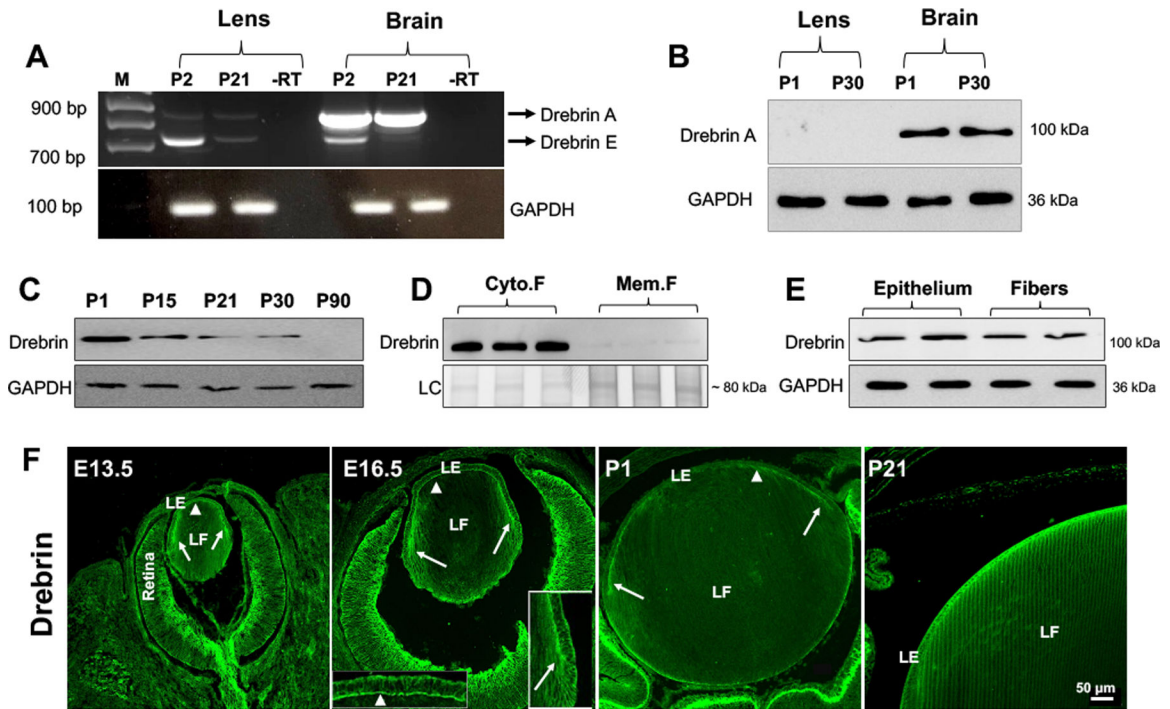 A
Lens Brain
M P2 P21 -RT P2 P21 -RT
900 bp
700 bp
Drebrin A
Drebrin E
100 bp
GAPDH
B
Lens Brain
P1 P30 P1 P30
Drebrin A 100 kDa
GAPDH 36 kDa
C
P1 P15 P21 P30 P90
Drebrin
GAPDH
D
Cyto.F Mem.F
Drebrin
LC ~ 80 kDa
E
Epithelium Fibers
Drebrin 100 kDa
GAPDH 36 kDa
F
Drebrin
E13.5
LE
LF
Retina
E16.5
LE
LF
P1
LE
LF
P21
LE
LF
50 µm